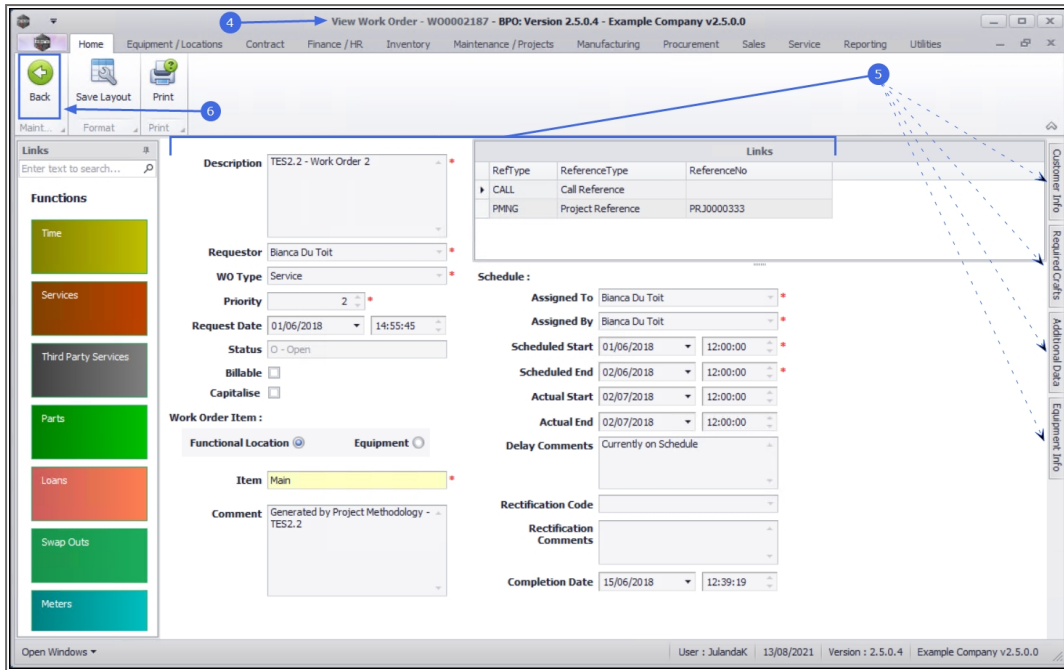 4
View Work Order - WO0002187 - BPO: Version 2.5.0.4 - Example Company v2.5.0.0
Home Equipment / Locations Contract Finance / HR Inventory Maintenance / Projects Manufacturing Procurement Sales Service Reporting Utilities
Back Save Layout Print
6
5
Maint... Format Print
Links
Enter text to search...
Functions
Time
Services
Third Party Services
Parts
Loans
Swap Outs
Meters
Description TES2.2 - Work Order 2 *
Requestor Bianca Du Toit *
WO Type Service *
Priority 2 *
Request Date 01/06/2018 14:55:45
Status O - Open
Billable
Capitalise
Work Order Item :
Functional Location Equipment
Item Main *
Comment Generated by Project Methodology -
TES2.2
Links
RefType ReferenceType ReferenceNo
CALL Call Reference
PMNG Project Reference PRJ0000333
Schedule :
Assigned To Bianca Du Toit *
Assigned By Bianca Du Toit *
Scheduled Start 01/06/2018 12:00:00 *
Scheduled End 02/06/2018 12:00:00 *
Actual Start 02/07/2018 12:00:00
Actual End 02/07/2018 12:00:00
Delay Comments Currently on Schedule
Rectification Code
Rectification
Comments
Completion Date 15/06/2018 12:39:19
Customer Info
Required Crafts
Additional Data
Equipment Info
Open Windows User : JulandaK 13/08/2021 Version : 2.5.0.4 Example Company v2.5.0.0